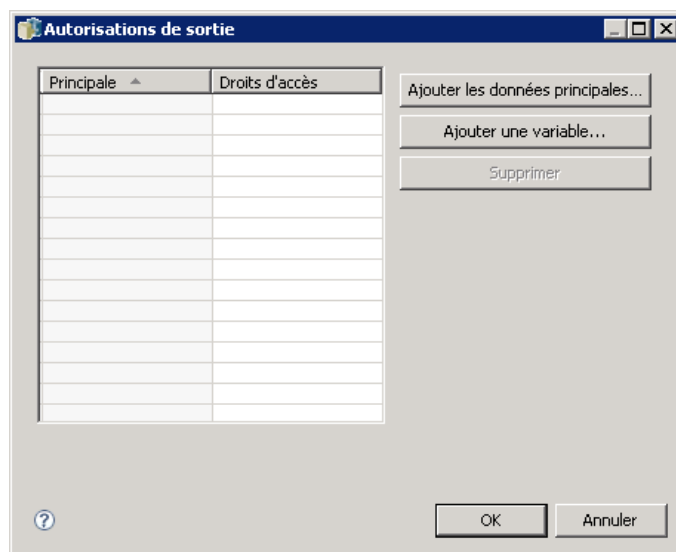 Autorisations de sortie
Principale Droits d'accès
Ajouter les données principales...
Ajouter une variable...
Supprimer
? OK Annuler